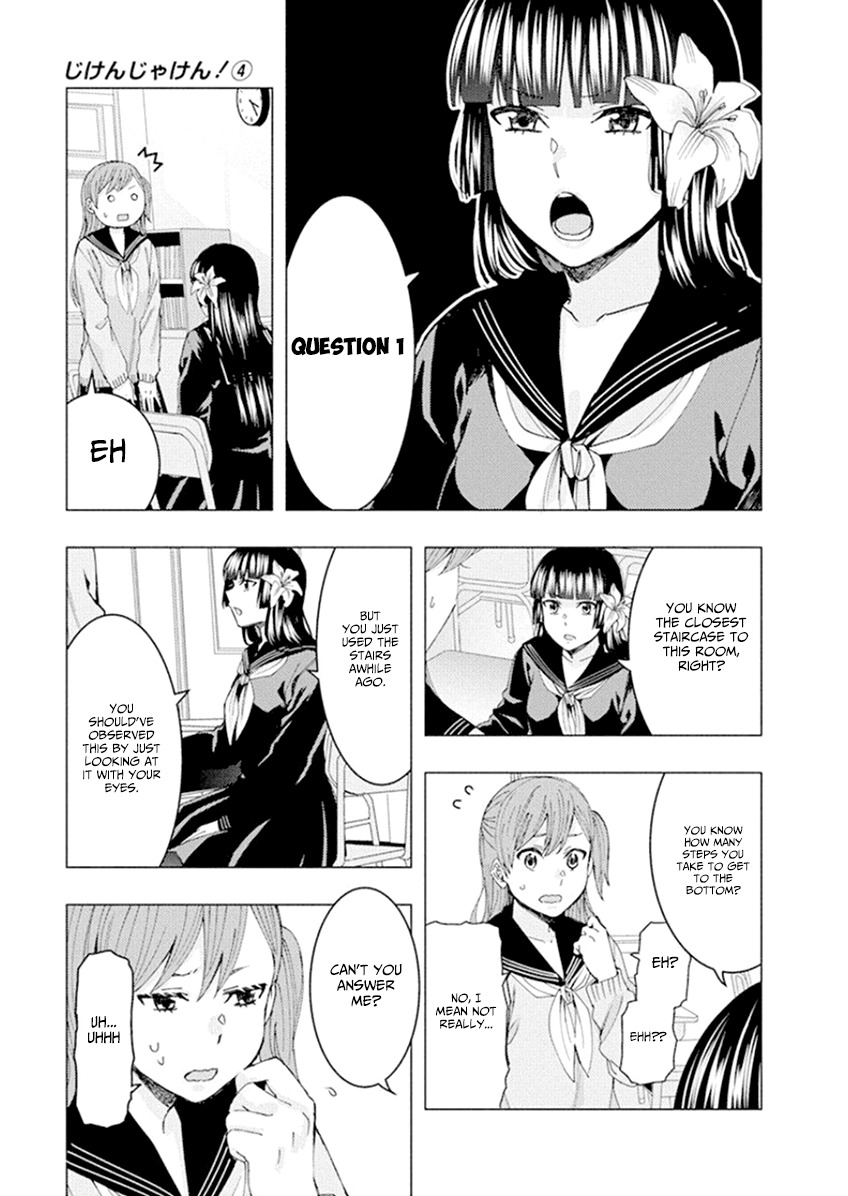 じけんじゃけん！④
QUESTION 1
EH
YOU KNOW
THE CLOSEST
STAIRCASE TO
THIS ROOM,
RIGHT?
YOU KNOW
HOW MANY
STEPS YOU
TAKE TO GET
TO THE
BOTTOM?
EH?
EHH??
NO, I
MEAN NOT
REALLY...
BUT
YOU JUST
USED THE
STAIRS
AWHILE
AGO.
YOU
SHOULD'VE
OBSERVED
THIS BY JUST
LOOKING AT
IT WITH YOUR
EYES.
CAN'T YOU
ANSWER
ME?
UH...
UHHH